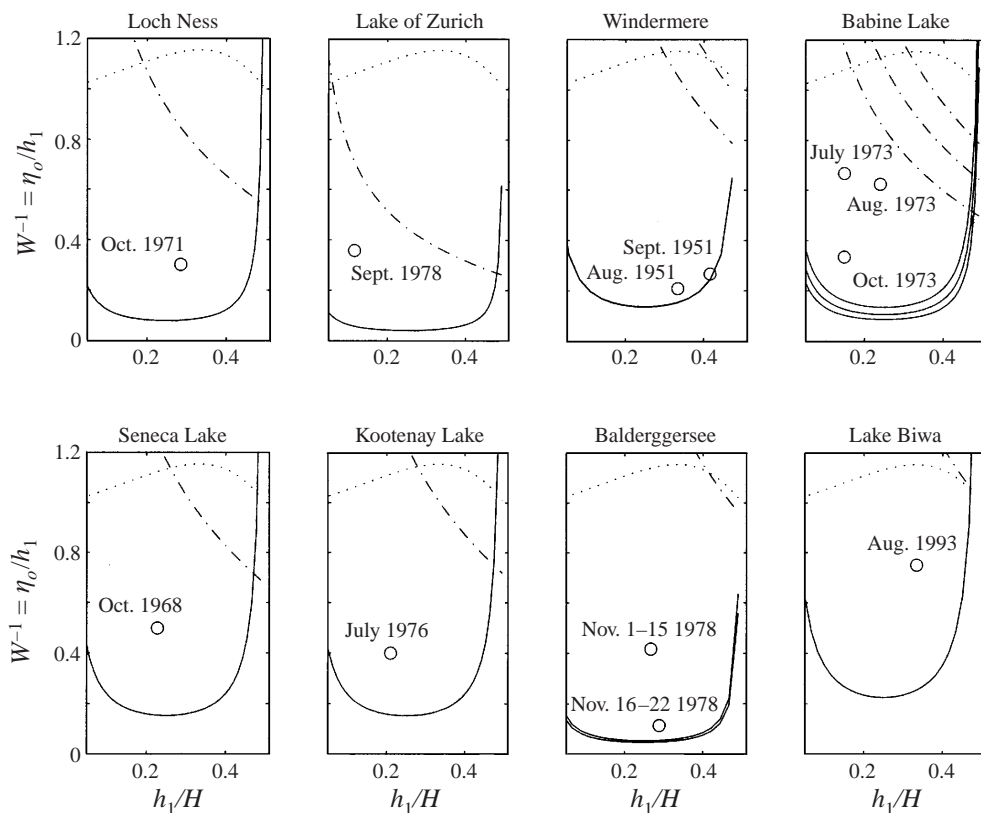 Loch Ness
Lake of Zurich
Windermere
Babine Lake
W⁻¹ = ηₒ/h₁
1.2
0.8
0.4
0
Oct. 1971
0.2 0.4
Sept. 1978
0.2 0.4
Sept. 1951
Aug. 1951
0.2 0.4
July 1973
Aug. 1973
Oct. 1973
0.2 0.4
Seneca Lake
Kootenay Lake
Balderggersee
Lake Biwa
W⁻¹ = ηₒ/h₁
1.2
0.8
0.4
0
Oct. 1968
0.2 0.4
h₁/H
July 1976
0.2 0.4
h₁/H
Nov. 1–15 1978
Nov. 16–22 1978
0.2 0.4
h₁/H
Aug. 1993
0.2 0.4
h₁/H